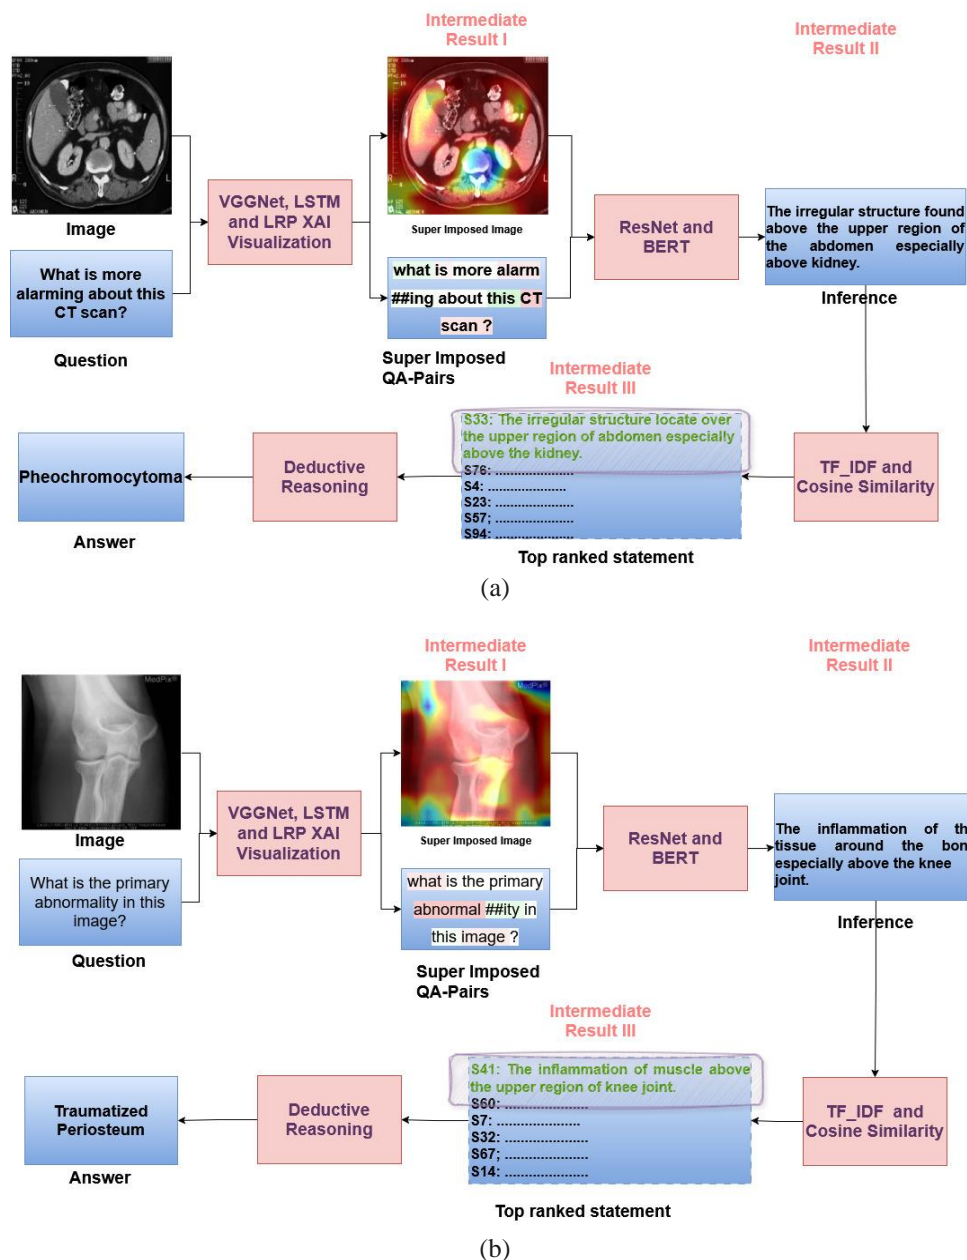 Intermediate
Result I
Intermediate
Result II
R
L
Image
What is more
alarming about this
CT scan?
Question
VGGNet, LSTM
and LRP XAI
Visualization
Super Imposed Image
what is more alarm
##ing about this CT
scan ?
Super Imposed
QA-Pairs
ResNet and
BERT
The irregular structure found
above the upper region of
the abdomen especially
above kidney.
Inference
Intermediate
Result III
Pheochromocytoma
Answer
Deductive
Reasoning
S33: The irregular structure locate over
the upper region of abdomen especially
above the kidney.
S76: .....................
S4: .....................
S23: .....................
S57; .....................
S94: .....................
Top ranked statement
TF_IDF and
Cosine Similarity
(a)
Intermediate
Result I
Intermediate
Result II
MedPix®
Image
What is the primary
abnormality in this
image?
Question
VGGNet, LSTM
and LRP XAI
Visualization
Super Imposed Image
what is the primary
abnormal ##ity in
this image ?
Super Imposed
QA-Pairs
ResNet and
BERT
The inflammation of th
tissue around the bon
especially above the knee
joint.
Inference
Intermediate
Result III
Traumatized
Periosteum
Answer
Deductive
Reasoning
S41: The inflammation of muscle above
the upper region of knee joint.
S60: .....................
S7: .....................
S32: .....................
S67; .....................
S14: .....................
Top ranked statement
TF_IDF and
Cosine Similarity
(b)